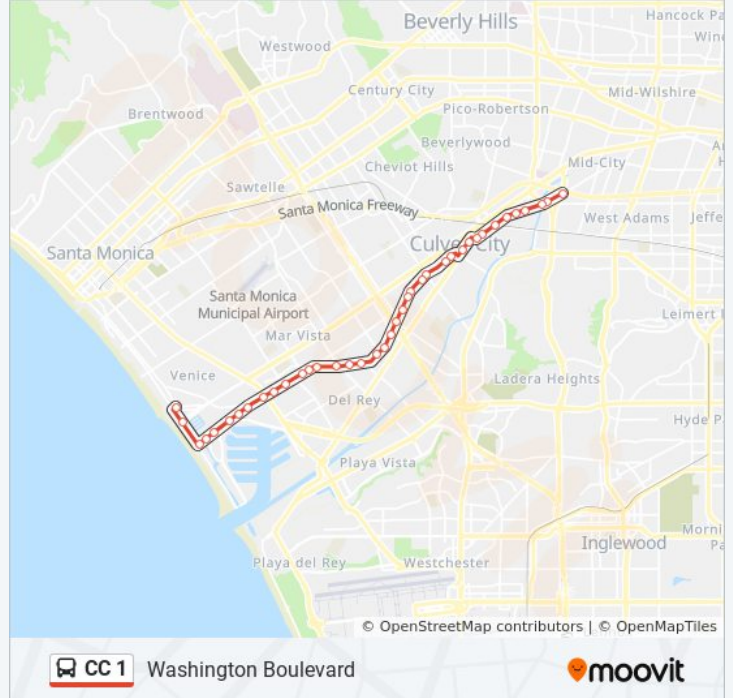 Beverly Hills
Hancock Pa
Westwood
Century City
Mid-Wilshire
Brentwood
Pico-Robertson
Beverlywood
Cheviot Hills
Mid-City
Sawtelle
Santa Monica Freeway
West Adams
Jeffe
Santa Monica
Culver City
Santa Monica
Municipal Airport
Leimert
Mar Vista
Venice
Ladera Heights
Del Rey
Hyde P
Playa Vista
Inglewood
Playa del Rey
Westchester
© OpenStreetMap contributors | © OpenMapTiles
CC 1
Washington Boulevard
moovit